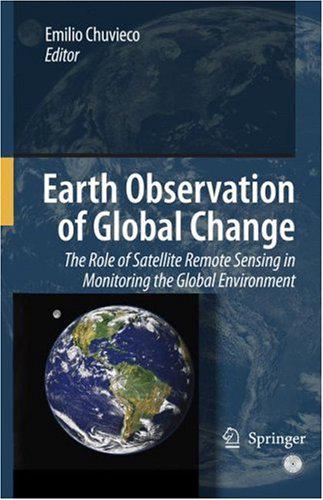 Emilio Chuvieco
Editor
Earth Observation
of Global Change
The Role of Satellite Remote Sensing in
Monitoring the Global Environment
Springer